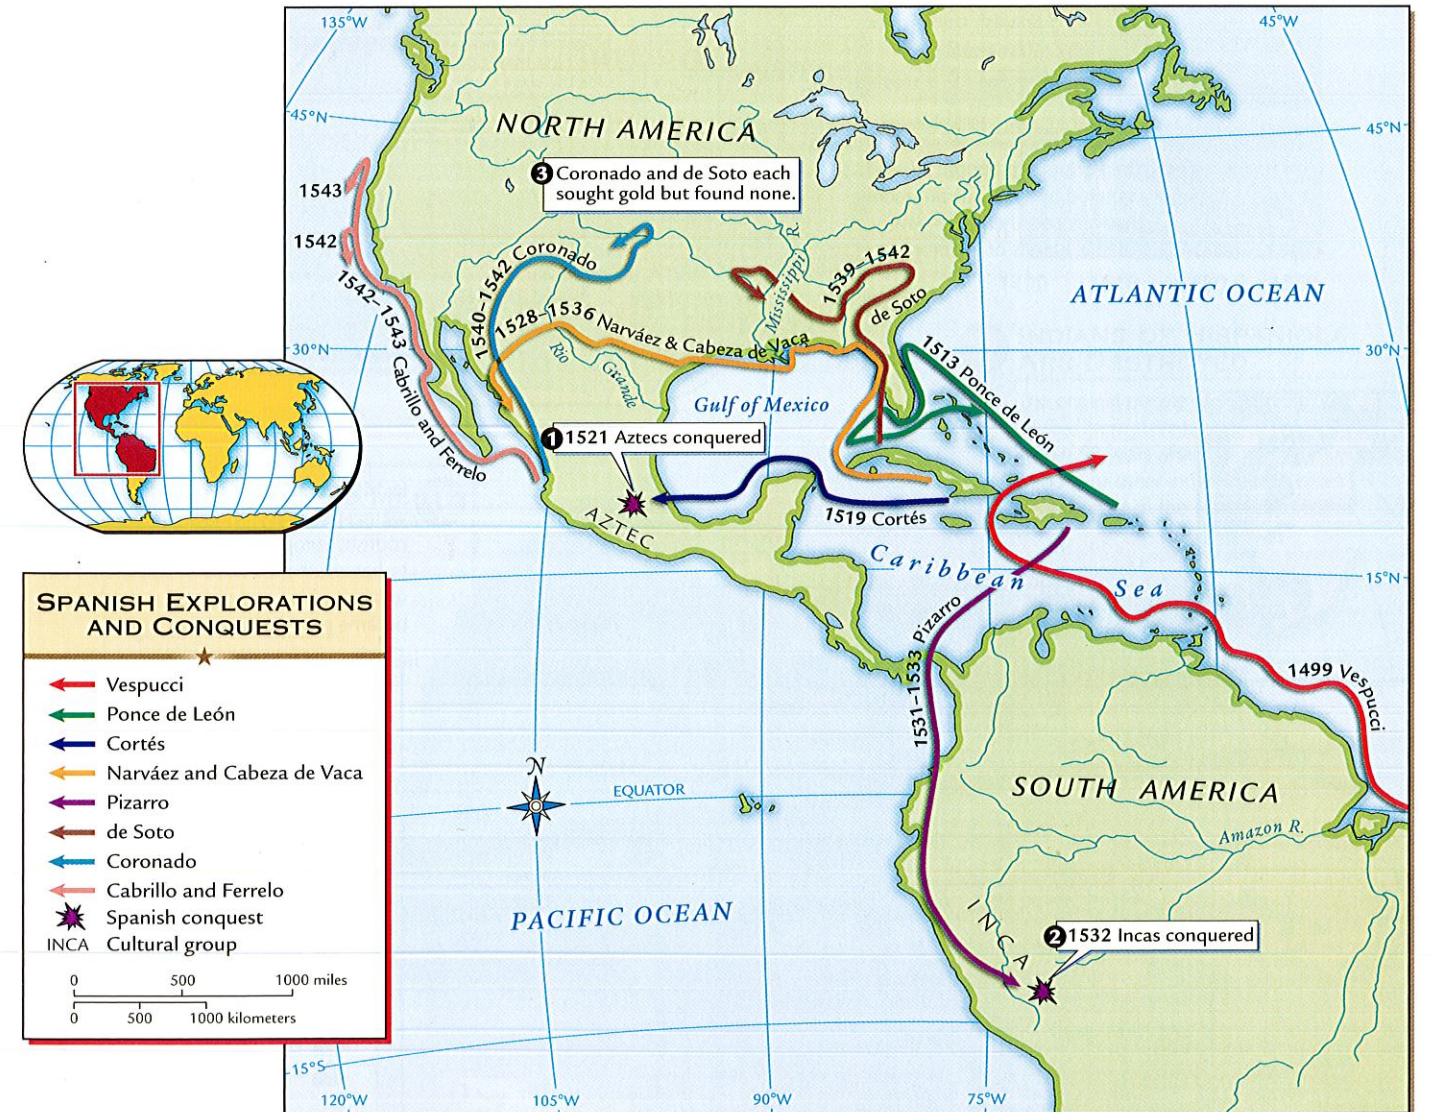 135°W
45°W
45°N
45°N
NORTH AMERICA
3 Coronado and de Soto each
sought gold but found none.
1543
1542
1542–1543 Cabrillo and Ferrelo
1540–1542 Coronado
1528–1536 Narváez & Cabeza de Vaca
Mississippi R.
1539–1542
de Soto
ATLANTIC OCEAN
30°N
30°N
Rio Grande
1513 Ponce de León
Gulf of Mexico
1 1521 Aztecs conquered
AZTEC
1519 Cortés
Caribbean Sea
15°N
SPANISH EXPLORATIONS
AND CONQUESTS
Vespucci
Ponce de León
Cortés
Narváez and Cabeza de Vaca
Pizarro
de Soto
Coronado
Cabrillo and Ferrelo
Spanish conquest
INCA Cultural group
0 500 1000 miles
0 500 1000 kilometers
1531–1533 Pizarro
1499 Vespucci
N
EQUATOR
SOUTH AMERICA
Amazon R.
PACIFIC OCEAN
INCA
2 1532 Incas conquered
15°S
120°W
105°W
90°W
75°W